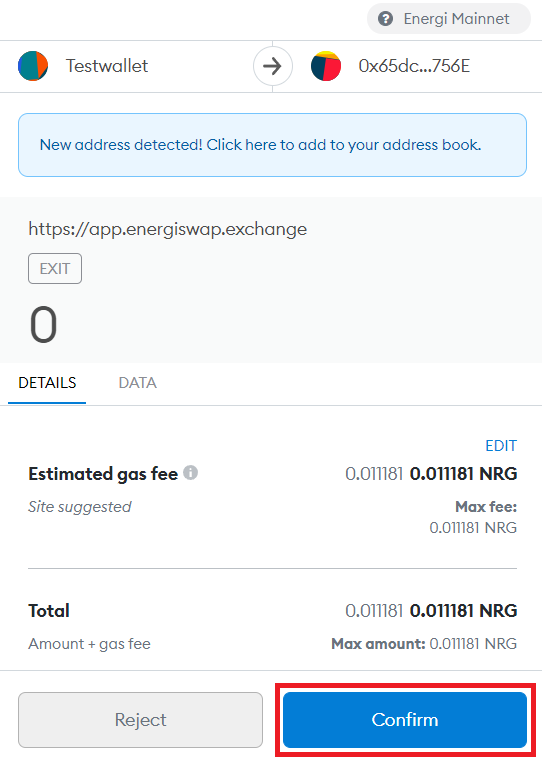 ? Energi Mainnet
Testwallet 0x65dc...756E
New address detected! Click here to add to your address book.
https://app.energiswap.exchange
EXIT
0
DETAILS DATA
EDIT
Estimated gas fee i 0.011181 0.011181 NRG
Site suggested Max fee:
0.011181 NRG
Total 0.011181 0.011181 NRG
Amount + gas fee Max amount: 0.011181 NRG
Reject Confirm